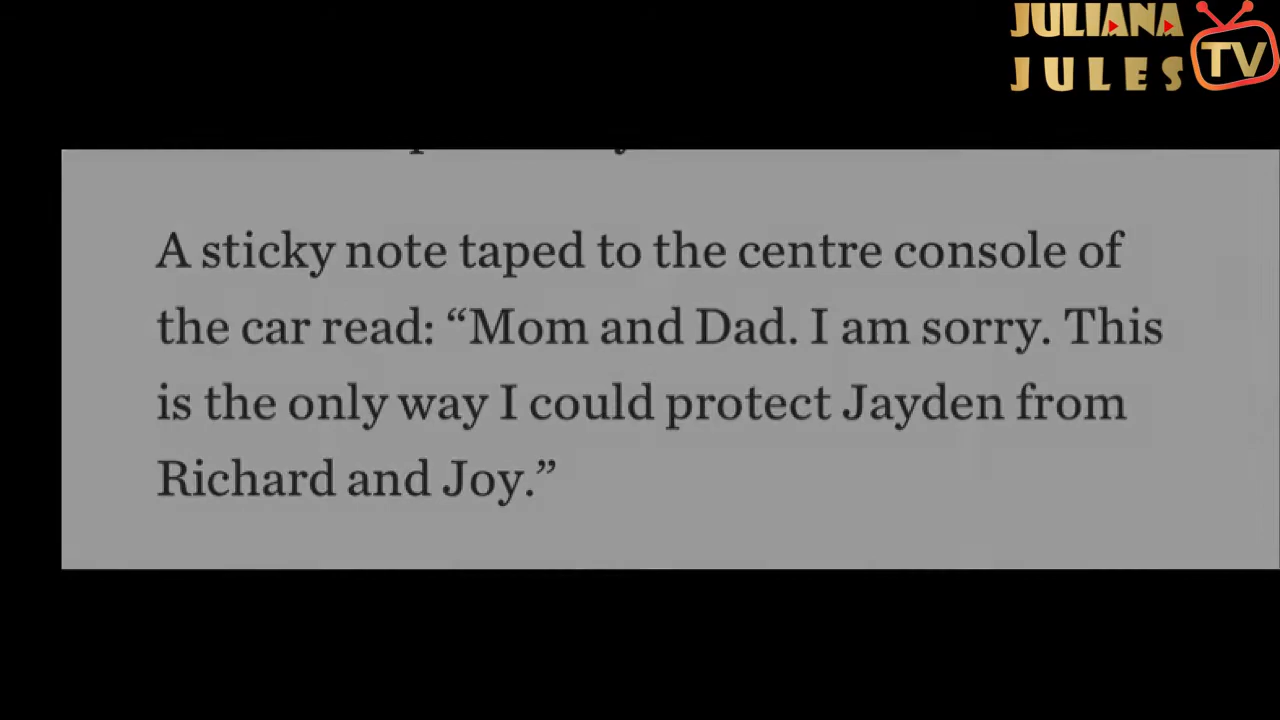 JULIANA
JULES
TV
A sticky note taped to the centre console of
the car read: “Mom and Dad. I am sorry. This
is the only way I could protect Jayden from
Richard and Joy.”